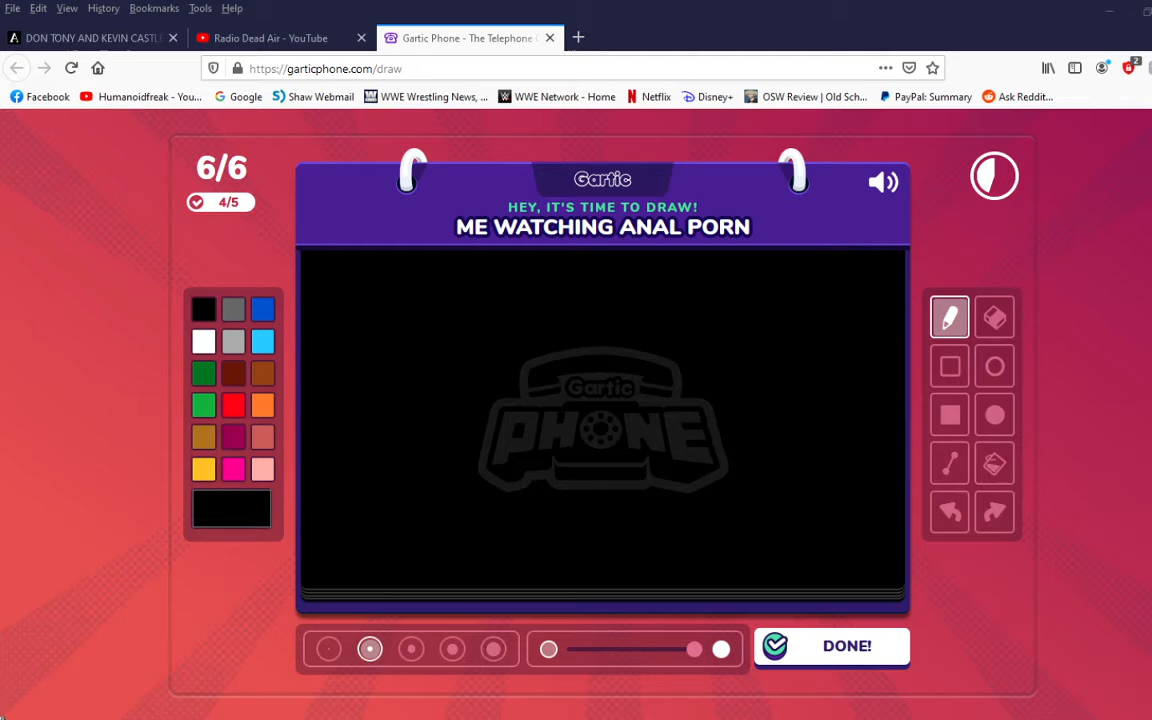 File Edit View History Bookmarks Tools Help
DON TONY AND KEVIN CASTL
Radio Dead Air - YouTube
Gartic Phone - The Telephone
https://garticphone.com/draw
2
Facebook
Humanoidfreak - You...
Google
Shaw Webmail
WWE Wrestling News, ...
WWE Network - Home
Netflix
Disney+
OSW Review | Old Sch...
PayPal: Summary
Ask Reddit...
6/6
4/5
Gartic
HEY, IT'S TIME TO DRAW!
ME WATCHING ANAL PORN
Gartic
PHONE
DONE!